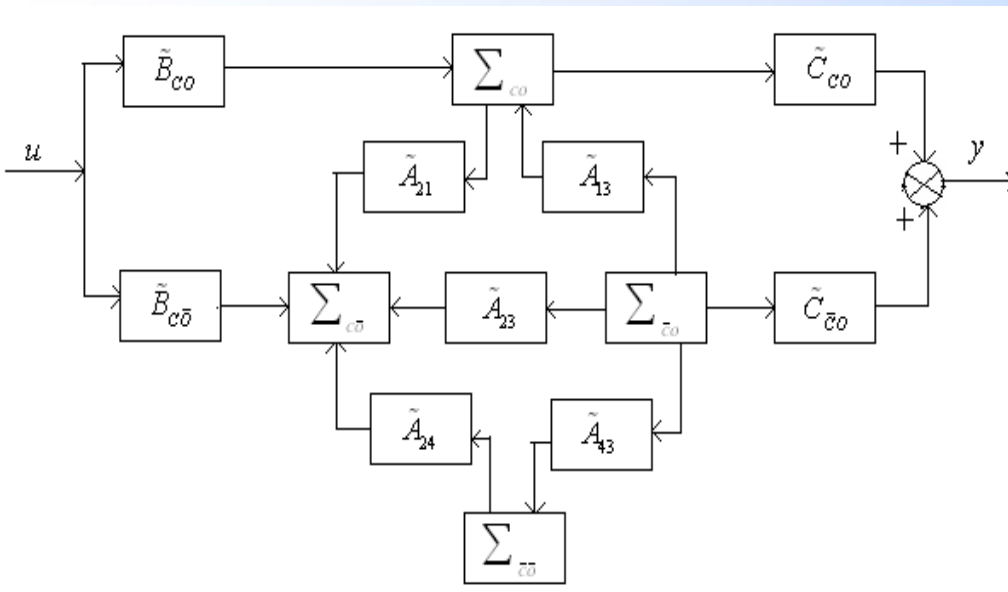 B̃co
Σco
C̃co
u
Ã21
Ã13
+
y
+
B̃cō
Σcō
Ã23
Σc̄o
C̃c̄o
Ã24
Ã43
Σc̄ō